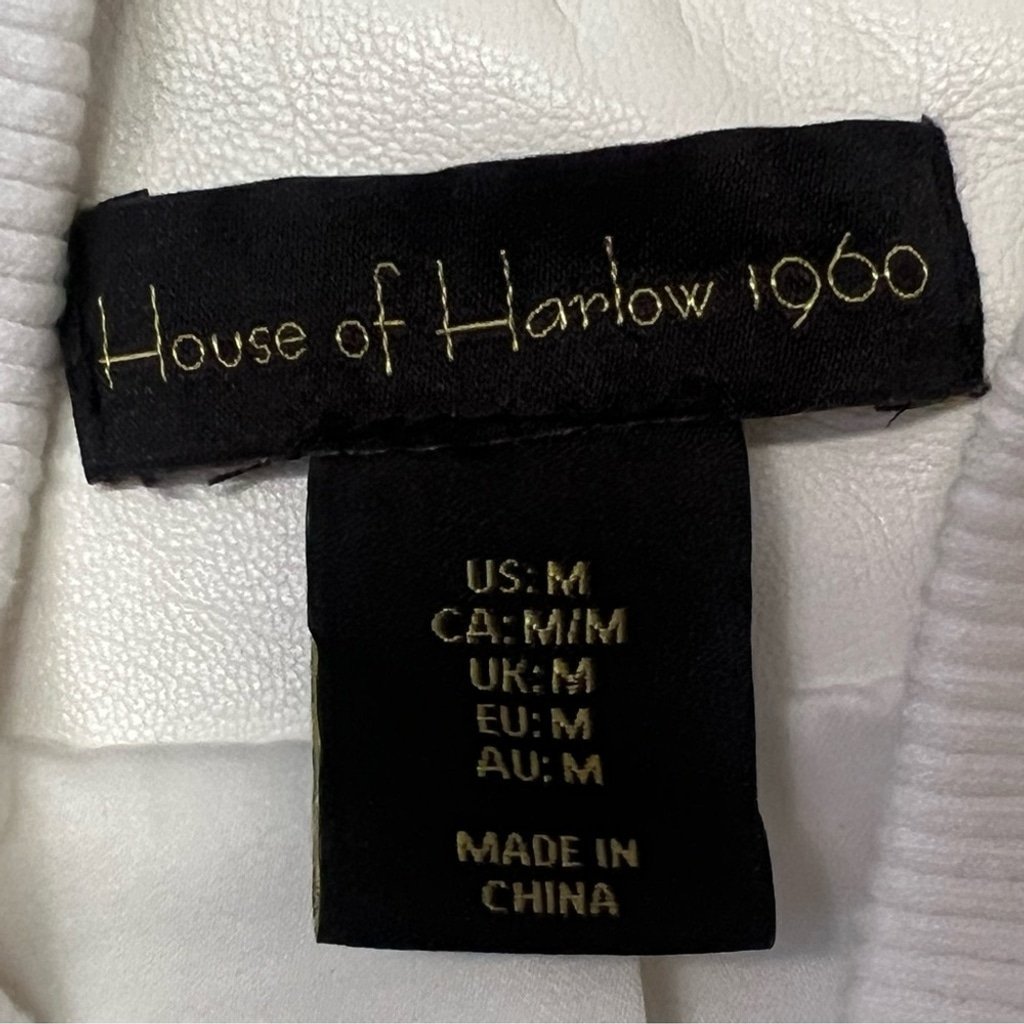 House of Harlow 1960
US: M
CA: M/M
UK: M
EU: M
AU: M
MADE IN
CHINA